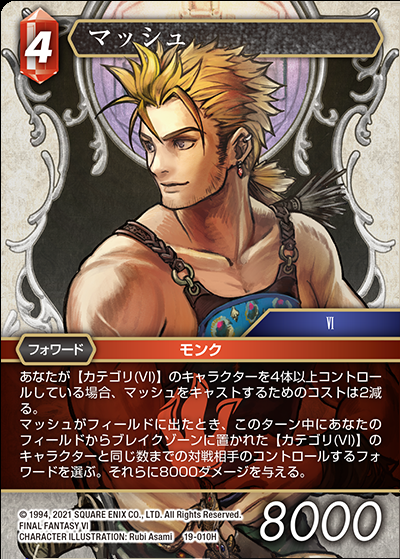 4
マッシュ
VI
フォワード
モンク
あなたが【カテゴリ(VI)】のキャラクターを4体以上コントロー
ルしている場合、マッシュをキャストするためのコストは2減
る。
マッシュがフィールドに出たとき、このターン中にあなたの
フィールドからブレイクゾーンに置かれた【カテゴリ(VI)】の
キャラクターと同じ数までの対戦相手のコントロールするフォ
ワードを選ぶ。それらに8000ダメージを与える。
© 1994, 2021 SQUARE ENIX CO., LTD. All Rights Reserved.
FINAL FANTASY VI
CHARACTER ILLUSTRATION: Rubi Asami 19-010H
8000